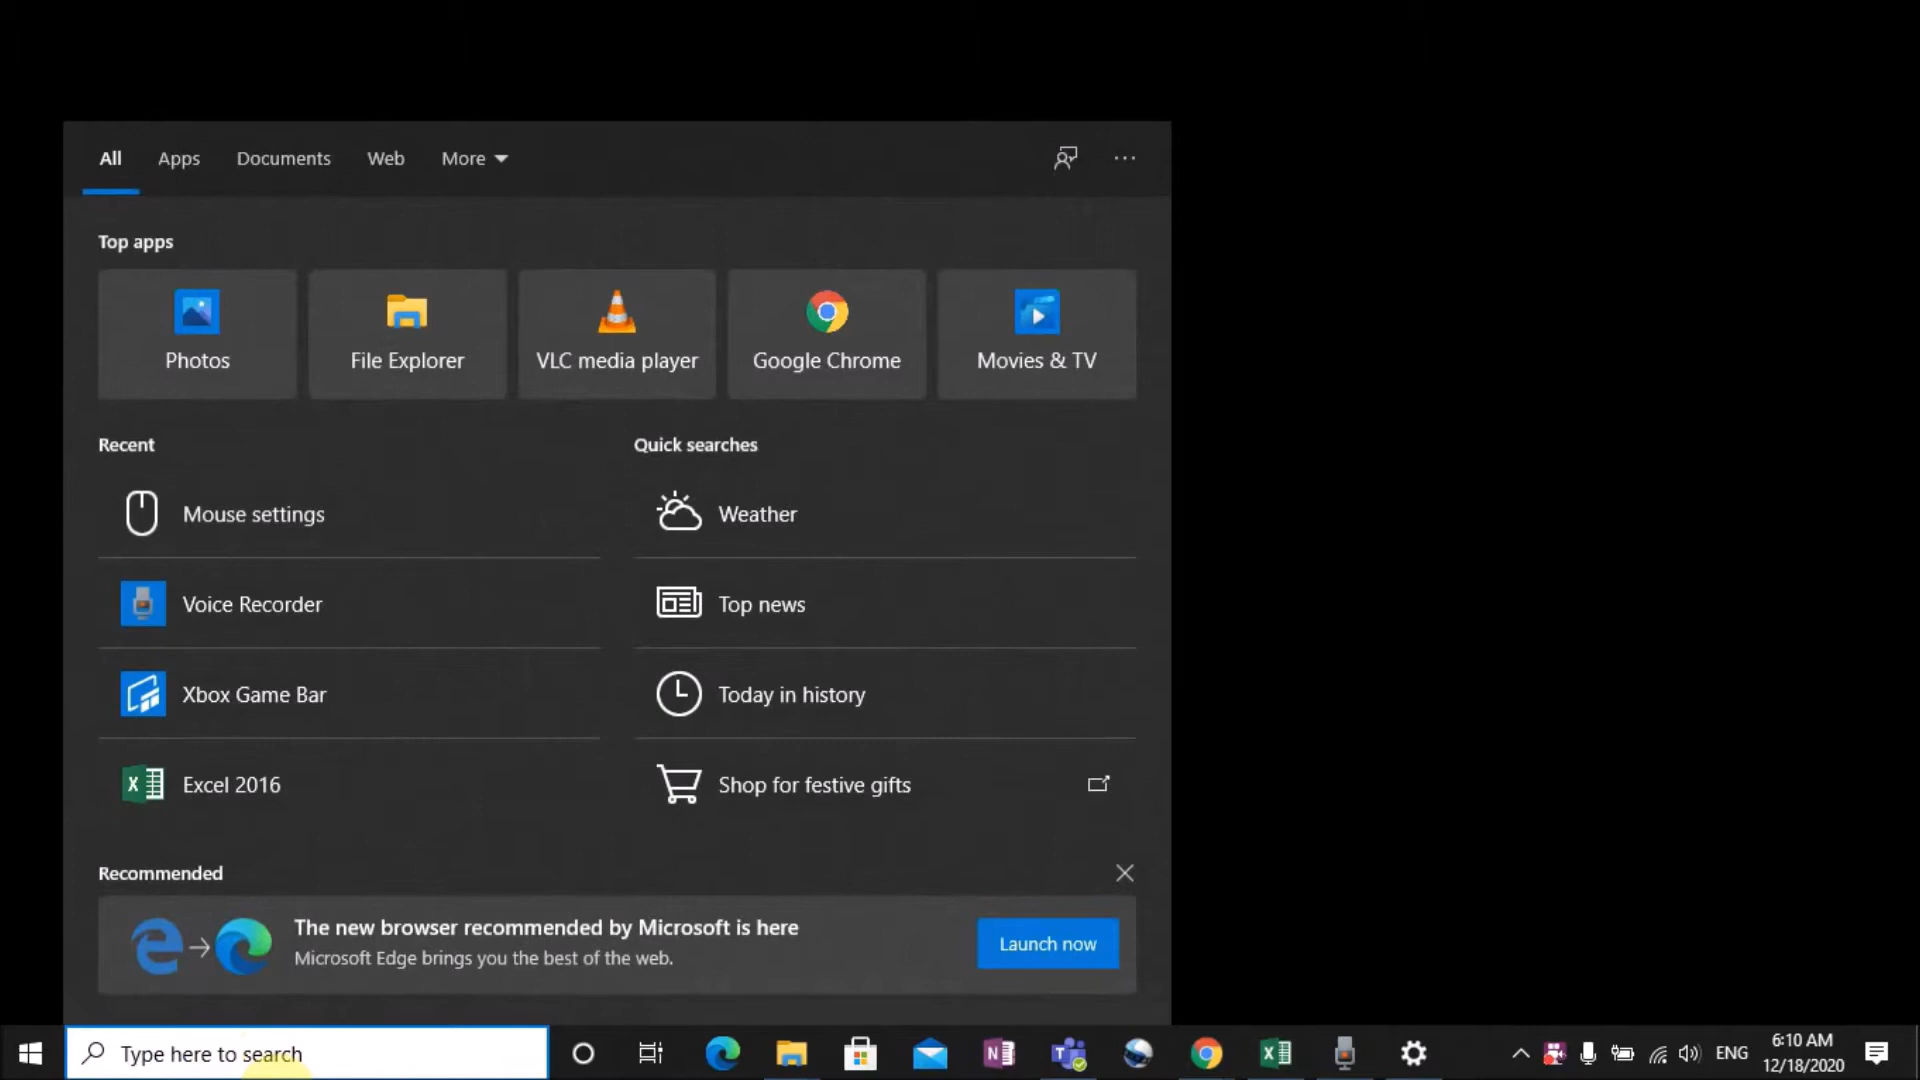 All Apps Documents Web More
Top apps
Photos File Explorer VLC media player Google Chrome Movies & TV
Recent
Mouse settings
Voice Recorder
Xbox Game Bar
Excel 2016
Quick searches
Weather
Top news
Today in history
Shop for festive gifts
Recommended
The new browser recommended by Microsoft is here
Microsoft Edge brings you the best of the web.
Launch now
Type here to search
ENG
6:10 AM
12/18/2020